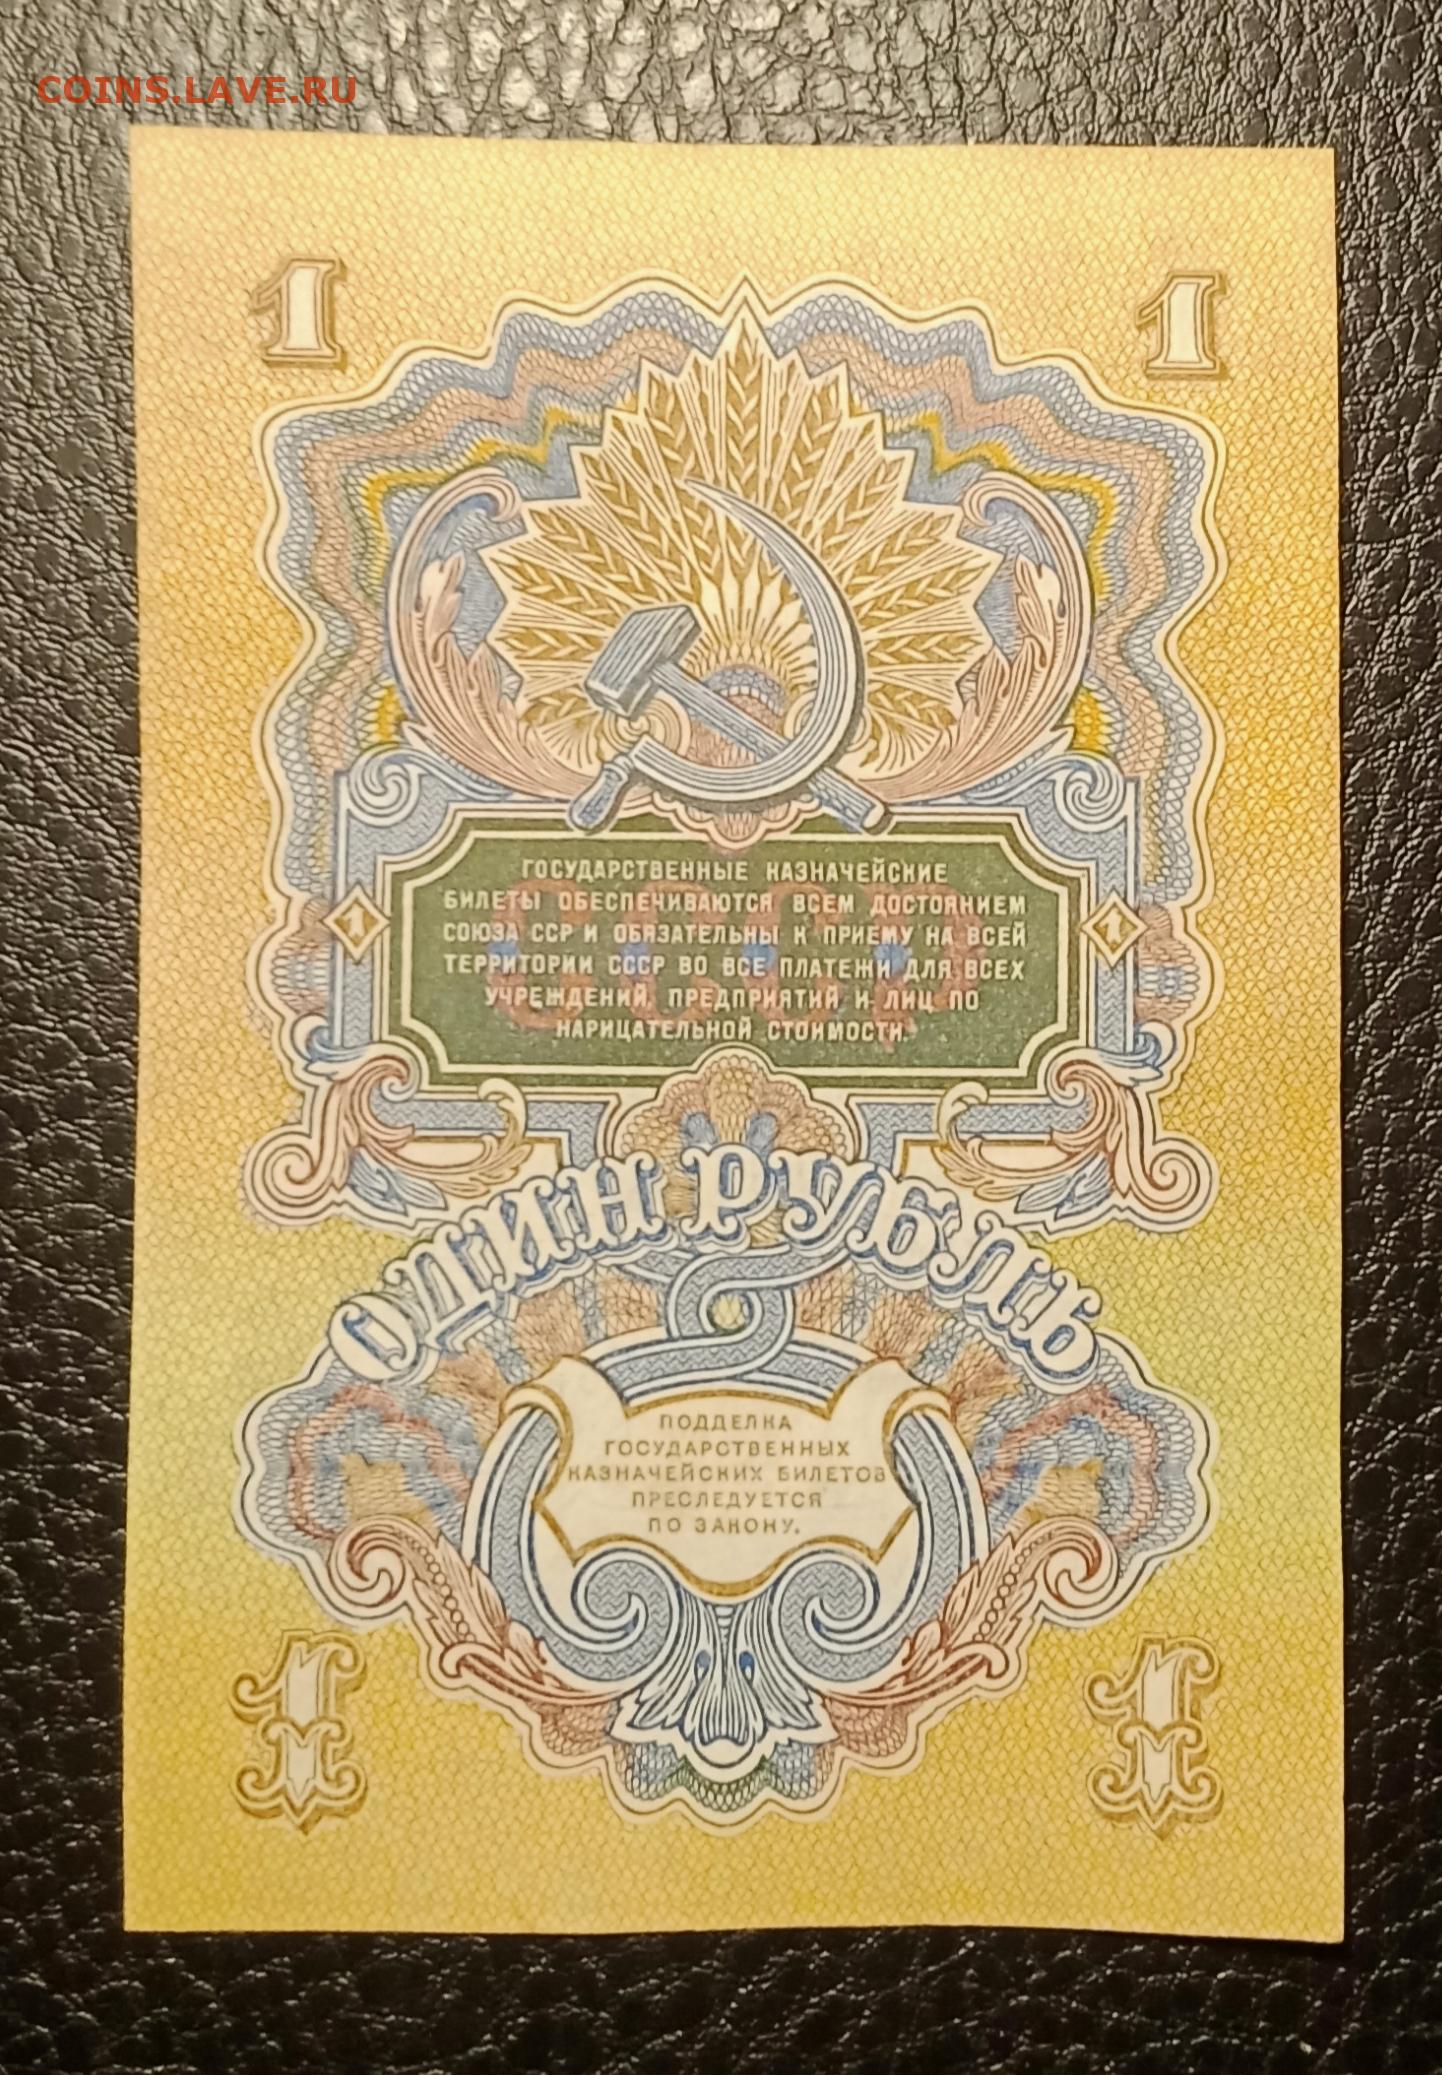 COINS.LAVE.RU
1 1
ГОСУДАРСТВЕННЫЕ КАЗНАЧЕЙСКИЕ
БИЛЕТЫ ОБЕСПЕЧИВАЮТСЯ ВСЕМ ДОСТОЯНИЕМ
СОЮЗА ССР И ОБЯЗАТЕЛЬНЫ К ПРИЕМУ НА ВСЕЙ
ТЕРРИТОРИИ СССР ВО ВСЕ ПЛАТЕЖИ ДЛЯ ВСЕХ
УЧРЕЖДЕНИЙ, ПРЕДПРИЯТИЙ И ЛИЦ ПО
НАРИЦАТЕЛЬНОЙ СТОИМОСТИ.
СССР
1 1
ОДИН РУБЛЬ
ПОДДЕЛКА
ГОСУДАРСТВЕННЫХ
КАЗНАЧЕЙСКИХ БИЛЕТОВ
ПРЕСЛЕДУЕТСЯ
ПО ЗАКОНУ.
1 1